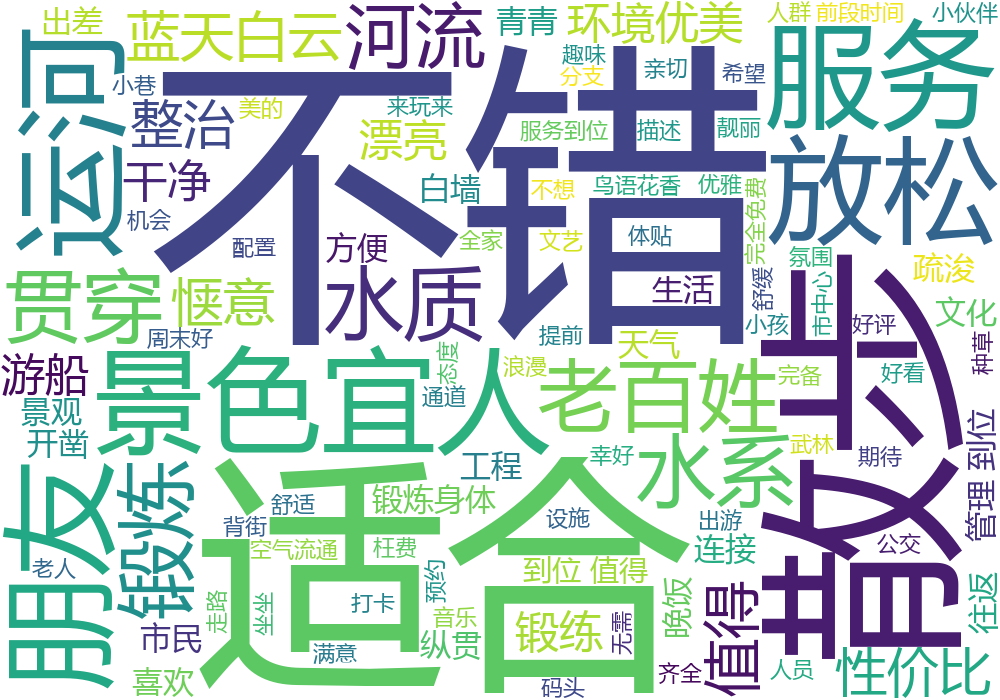 出差
蓝天白云
河流
青青
环境优美
人群
前段时间
小伙伴
运河
小巷
不错
趣味
分支
亲切
希望
服务
整治
美的
来玩来
漂亮
服务到位
描述
靓丽
放松
干净
白墙
不想
鸟语花香
优雅
完全免费
机会
配置
方便
全家
文艺
体贴
氛围
疏浚
贯穿
惬意
水质
生活
舒缓
市中心
文化
周末好
提前
天气
小孩
好评
种草
游船
景色宜人
态度
浪漫
老百姓
完备
好看
散步
景观
通道
开凿
朋友
锻炼
工程
幸好
水系
武林
期待
管理
到位
适合
舒适
锻炼身体
背街
空气流通
枉费
设施
出游
连接
公交
老人
预约
到位
值得
晚饭
往返
走路
坐坐
打卡
音乐
锻练
无需
值得
市民
满意
纵贯
性价比
喜欢
码头
齐全
人员